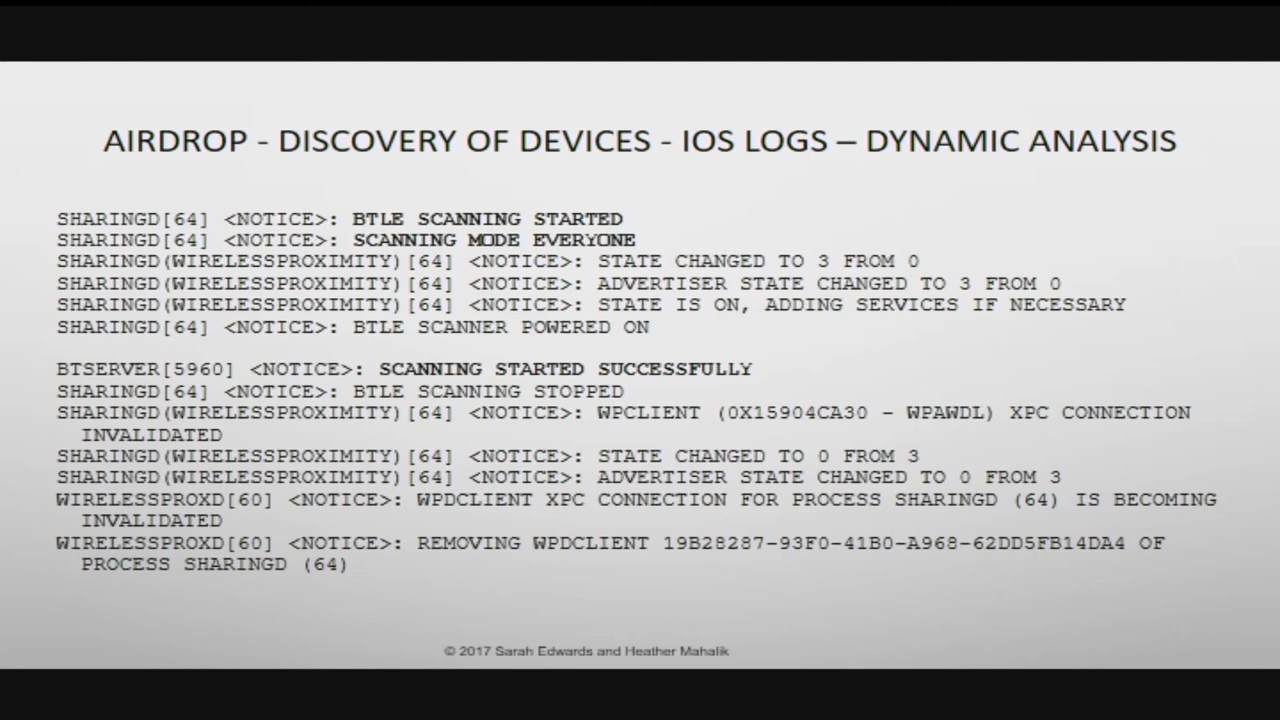 AIRDROP - DISCOVERY OF DEVICES - IOS LOGS – DYNAMIC ANALYSIS
SHARINGD[64] <NOTICE>: BTLE SCANNING STARTED
SHARINGD[64] <NOTICE>: SCANNING MODE EVERYONE
SHARINGD(WIRELESSPROXIMITY)[64] <NOTICE>: STATE CHANGED TO 3 FROM 0
SHARINGD(WIRELESSPROXIMITY)[64] <NOTICE>: ADVERTISER STATE CHANGED TO 3 FROM 0
SHARINGD(WIRELESSPROXIMITY)[64] <NOTICE>: STATE IS ON, ADDING SERVICES IF NECESSARY
SHARINGD[64] <NOTICE>: BTLE SCANNER POWERED ON
BTSERVER[5960] <NOTICE>: SCANNING STARTED SUCCESSFULLY
SHARINGD[64] <NOTICE>: BTLE SCANNING STOPPED
SHARINGD(WIRELESSPROXIMITY)[64] <NOTICE>: WPCLIENT (0X15904CA30 - WPAWDL) XPC CONNECTION
INVALIDATED
SHARINGD(WIRELESSPROXIMITY)[64] <NOTICE>: STATE CHANGED TO 0 FROM 3
SHARINGD(WIRELESSPROXIMITY)[64] <NOTICE>: ADVERTISER STATE CHANGED TO 0 FROM 3
WIRELESSPROXD[60] <NOTICE>: WPDCLIENT XPC CONNECTION FOR PROCESS SHARINGD (64) IS BECOMING
INVALIDATED
WIRELESSPROXD[60] <NOTICE>: REMOVING WPDCLIENT 19B28287-93F0-41B0-A968-62DD5FB14DA4 OF
PROCESS SHARINGD (64)
© 2017 Sarah Edwards and Heather Mahalik